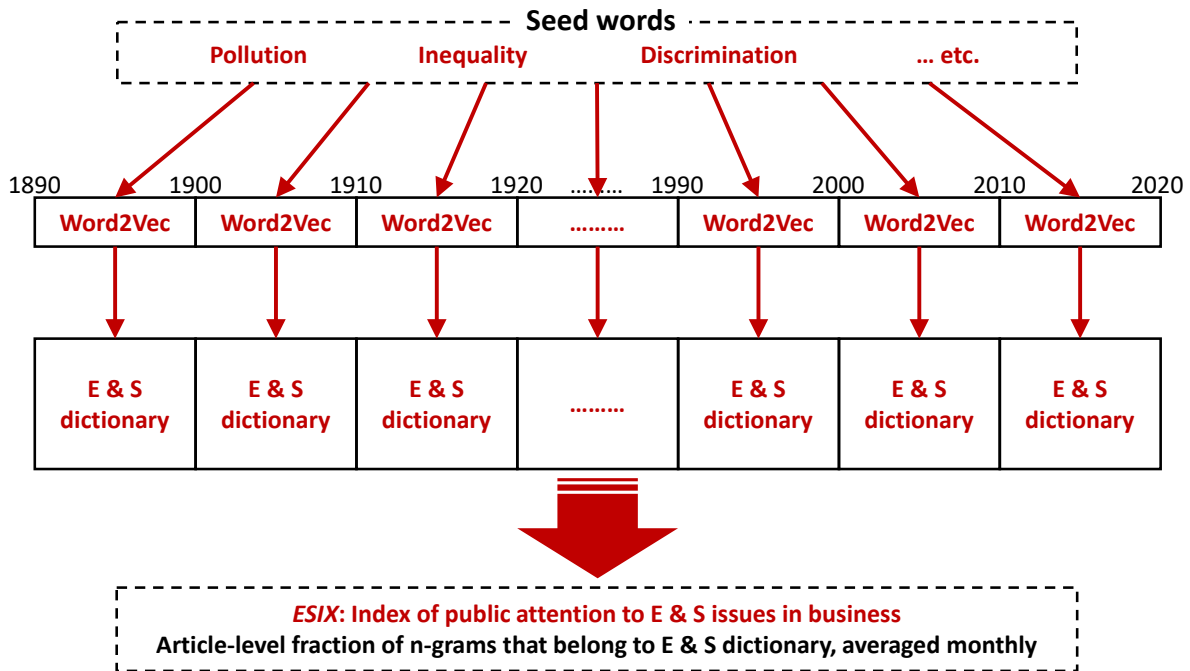 Seed words
Pollution Inequality Discrimination ... etc.
1890 1900 1910 1920 ......... 1990 2000 2010 2020
Word2Vec Word2Vec Word2Vec ......... Word2Vec Word2Vec Word2Vec
E & S E & S E & S ......... E & S E & S E & S
dictionary dictionary dictionary dictionary dictionary dictionary
ESIX: Index of public attention to E & S issues in business
Article-level fraction of n-grams that belong to E & S dictionary, averaged monthly